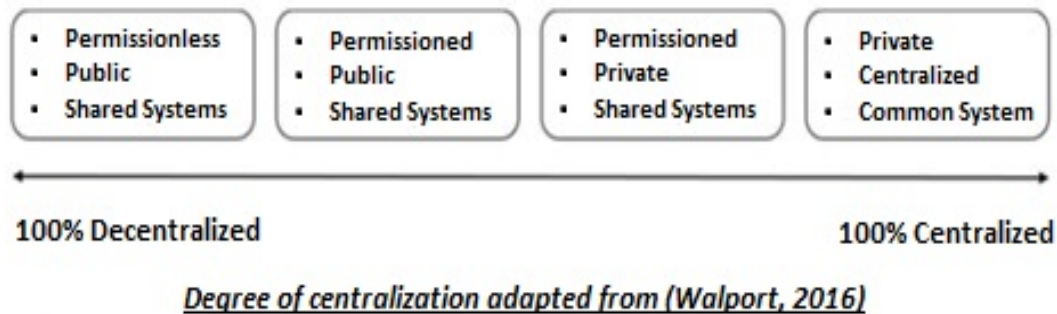 ▪ Permissionless
▪ Public
▪ Shared Systems
▪ Permissioned
▪ Public
▪ Shared Systems
▪ Permissioned
▪ Private
▪ Shared Systems
▪ Private
▪ Centralized
▪ Common System
100% Decentralized
100% Centralized
Degree of centralization adapted from (Walport, 2016)